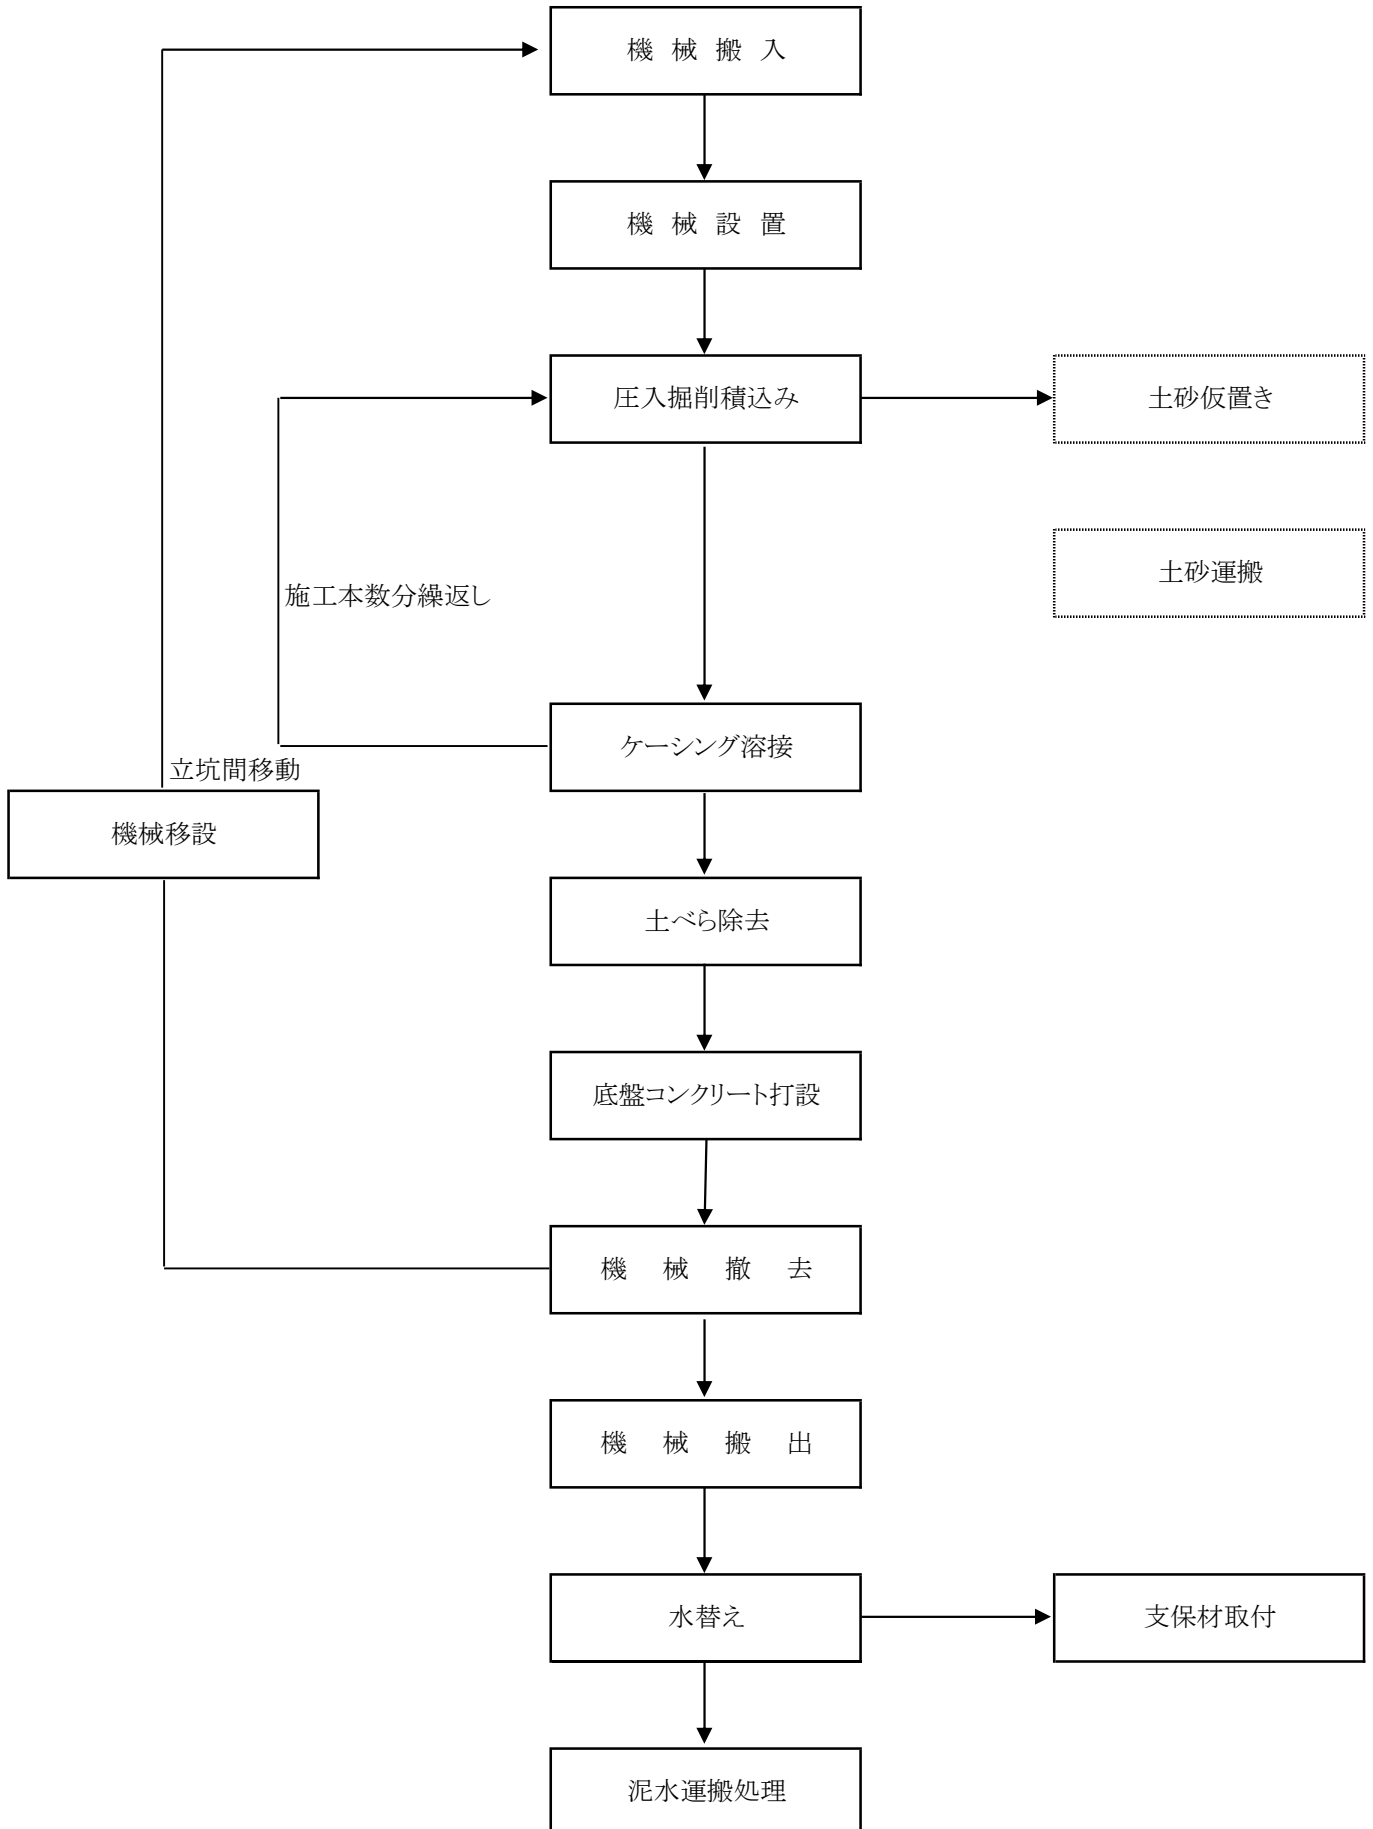 機 械 搬 入
機 械 設 置
圧入掘削積込み
土砂仮置き
土砂運搬
施工本数分繰返し
ケーシング溶接
立坑間移動
機械移設
土べら除去
底盤コンクリート打設
機 械 撤 去
機 械 搬 出
水替え
支保材取付
泥水運搬処理